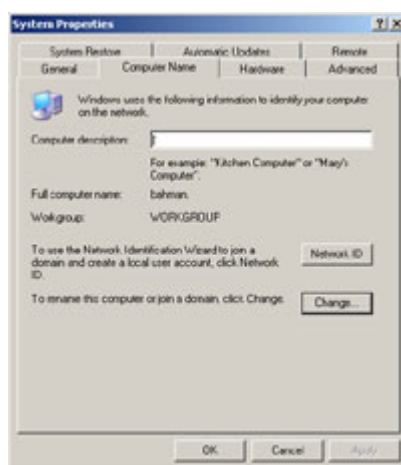 System Properties
System Restore Automatic Updates Remote
General Computer Name Hardware Advanced
Windows uses the following information to identify your computer
on the network.
Computer description:
For example: "Kitchen Computer" or "Mary's
Computer".
Full computer name: bahman.
Workgroup: WORKGROUP
To use the Network Identification Wizard to join a
domain and create a local user account, click Network
ID.
Network ID
To rename this computer or join a domain, click Change.
Change...
OK Cancel Apply